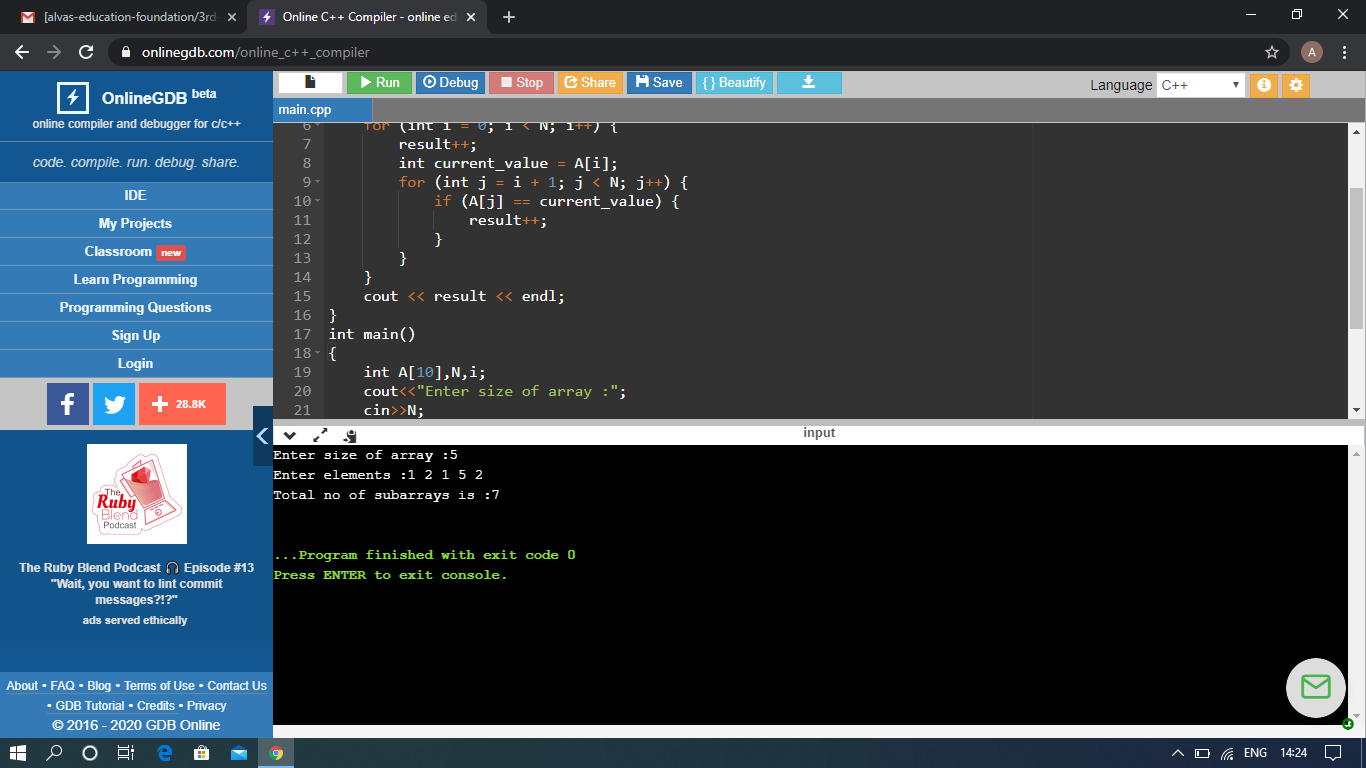 [alvas-education-foundation/3rd
Online C++ Compiler - online ed
onlinegdb.com/online_c++_compiler
A
OnlineGDB beta
online compiler and debugger for c/c++
code. compile. run. debug. share.
IDE
My Projects
Classroom new
Learn Programming
Programming Questions
Sign Up
Login
f
28.8K
The
Ruby
Blend
Podcast
The Ruby Blend Podcast 🎧 Episode #13
"Wait, you want to lint commit
messages?!?"
ads served ethically
About • FAQ • Blog • Terms of Use • Contact Us
• GDB Tutorial • Credits • Privacy
© 2016 - 2020 GDB Online
Run Debug Stop Share Save { } Beautify
Language C++
main.cpp
6 for (int i = 0; i < N; i++) {
7 result++;
8 int current_value = A[i];
9 for (int j = i + 1; j < N; j++) {
10 if (A[j] == current_value) {
11 result++;
12 }
13 }
14 }
15 cout << result << endl;
16 }
17 int main()
18 {
19 int A[10],N,i;
20 cout<<"Enter size of array :";
21 cin>>N;
input
Enter size of array :5
Enter elements :1 2 1 5 2
Total no of subarrays is :7
...Program finished with exit code 0
Press ENTER to exit console.
ENG 14:24